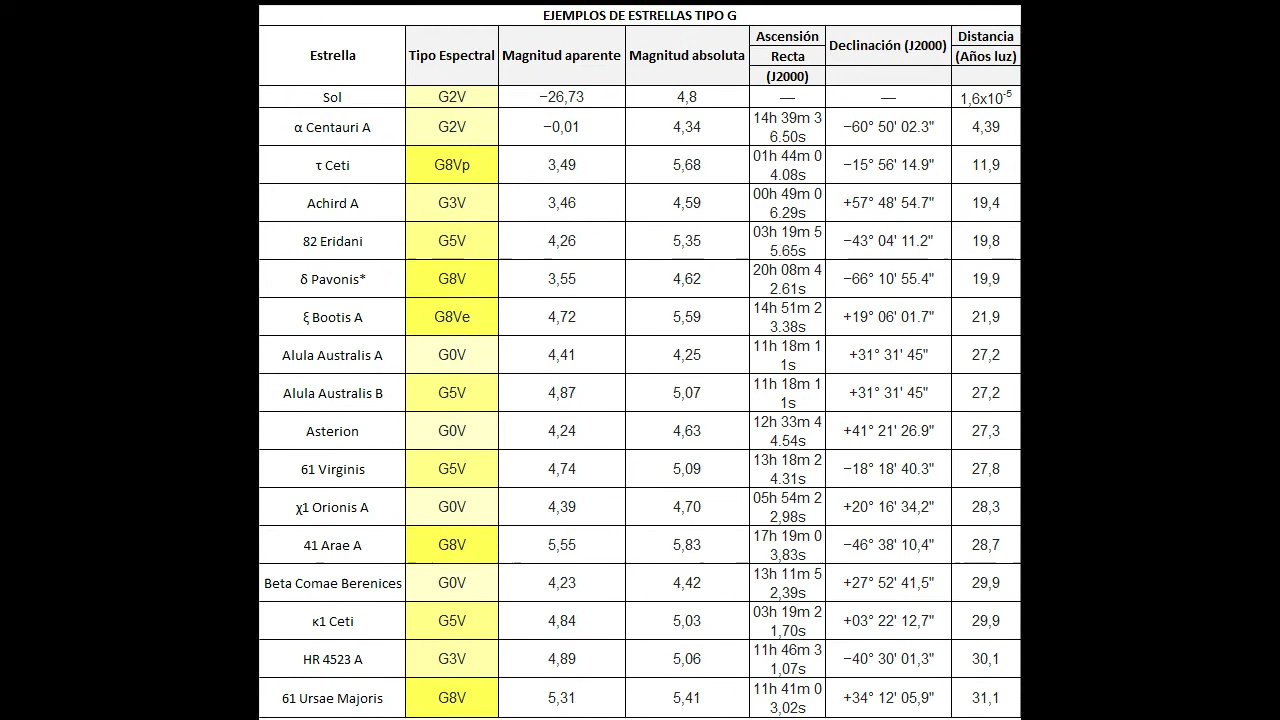 EJEMPLOS DE ESTRELLAS TIPO G
Estrella Tipo Espectral Magnitud aparente Magnitud absoluta Ascensión Recta (J2000) Declinación (J2000) Distancia (Años luz)
Sol G2V −26,73 4,8 — — 1,6x10-5
α Centauri A G2V −0,01 4,34 14h 39m 3
6.50s −60° 50' 02.3" 4,39
τ Ceti G8Vp 3,49 5,68 01h 44m 0
4.08s −15° 56' 14.9" 11,9
Achird A G3V 3,46 4,59 00h 49m 0
6.29s +57° 48' 54.7" 19,4
82 Eridani G5V 4,26 5,35 03h 19m 5
5.65s −43° 04' 11.2" 19,8
δ Pavonis* G8V 3,55 4,62 20h 08m 4
2.61s −66° 10' 55.4" 19,9
ξ Bootis A G8Ve 4,72 5,59 14h 51m 2
3.38s +19° 06' 01.7" 21,9
Alula Australis A G0V 4,41 4,25 11h 18m 1
1s +31° 31' 45" 27,2
Alula Australis B G5V 4,87 5,07 11h 18m 1
1s +31° 31' 45" 27,2
Asterion G0V 4,24 4,63 12h 33m 4
4.54s +41° 21' 26.9" 27,3
61 Virginis G5V 4,74 5,09 13h 18m 2
4.31s −18° 18' 40.3" 27,8
χ1 Orionis A G0V 4,39 4,70 05h 54m 2
2,98s +20° 16' 34,2" 28,3
41 Arae A G8V 5,55 5,83 17h 19m 0
3,83s −46° 38' 10,4" 28,7
Beta Comae Berenices G0V 4,23 4,42 13h 11m 5
2,39s +27° 52' 41,5" 29,9
κ1 Ceti G5V 4,84 5,03 03h 19m 2
1,70s +03° 22' 12,7" 29,9
HR 4523 A G3V 4,89 5,06 11h 46m 3
1,07s −40° 30' 01,3" 30,1
61 Ursae Majoris G8V 5,31 5,41 11h 41m 0
3,02s +34° 12' 05,9" 31,1